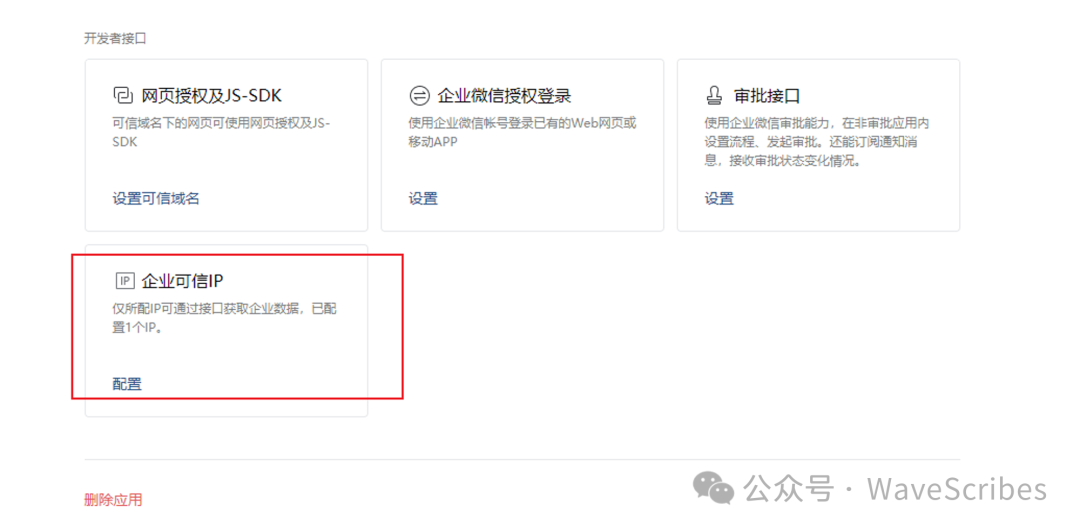 开发者接口
网页授权及JS-SDK
可信域名下的网页可使用网页授权及JS-
SDK
设置可信域名
企业微信授权登录
使用企业微信帐号登录已有的Web网页或
移动APP
设置
审批接口
使用企业微信审批能力，在非审批应用内
设置流程、发起审批。还能订阅通知消
息，接收审批状态变化情况。
设置
IP 企业可信IP
仅所配IP可通过接口获取企业数据，已配
置1个IP。
配置
删除应用
公众号 · WaveScribes